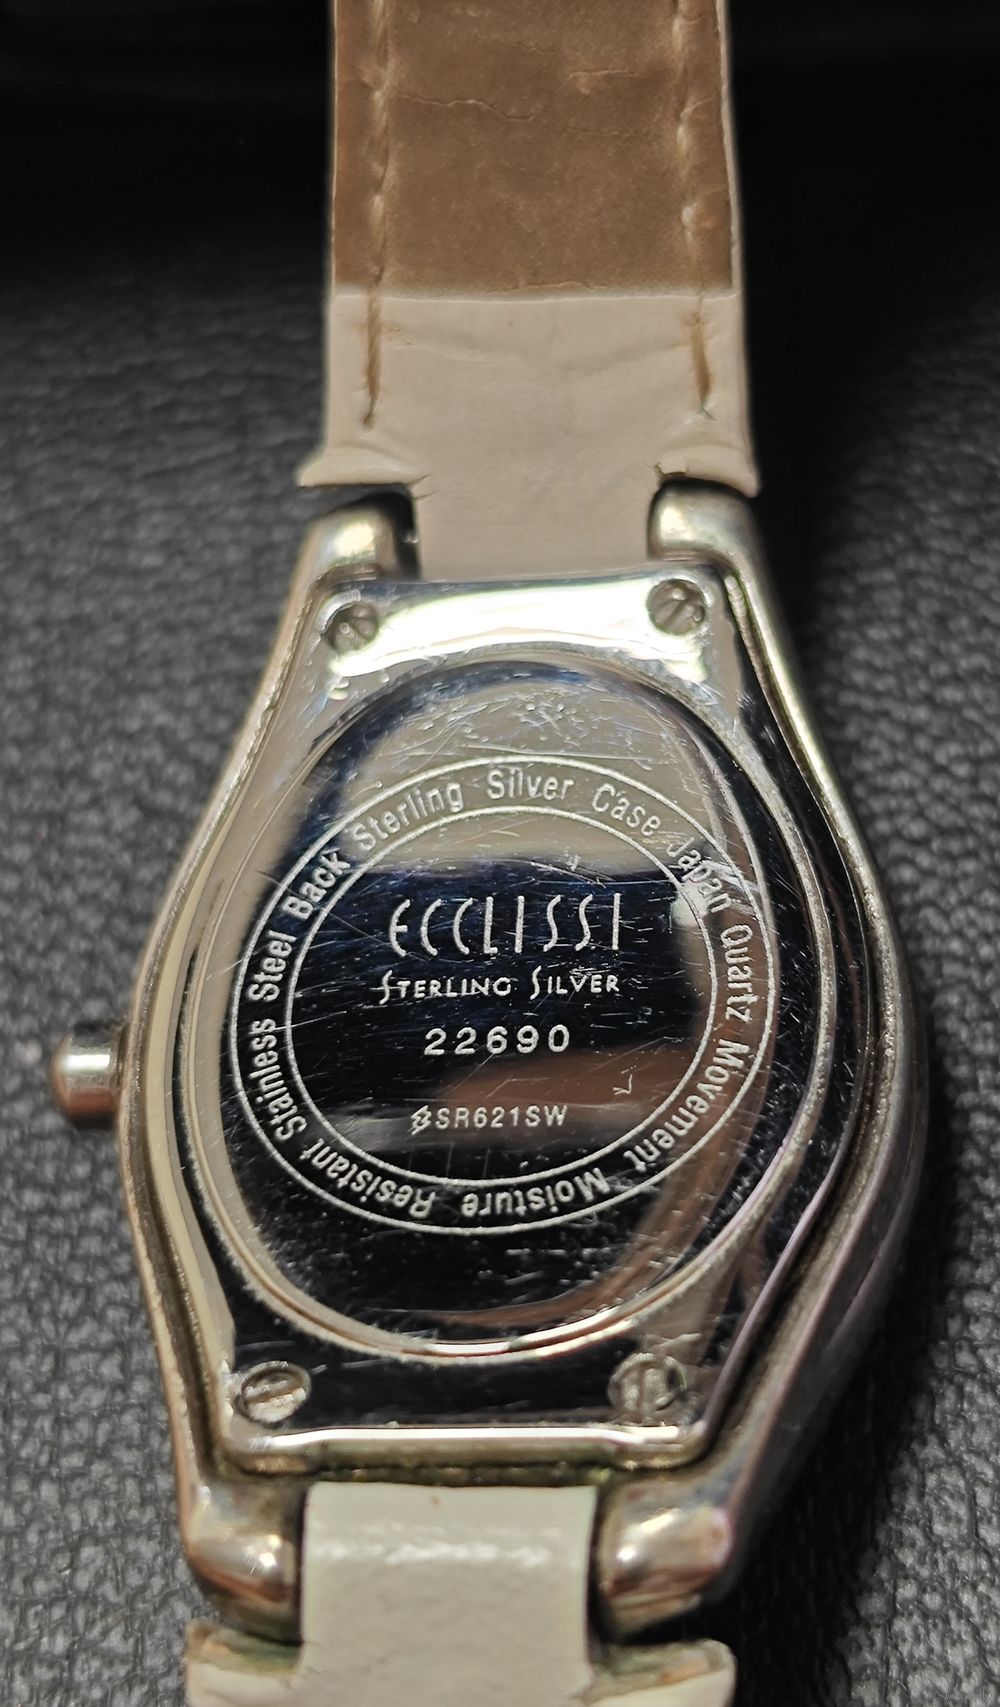 Stainless Steel Back Sterling Silver Case Japan Quartz Movement Moisture Resistant
ECCLISSI
STERLING SILVER
22690
SR621SW